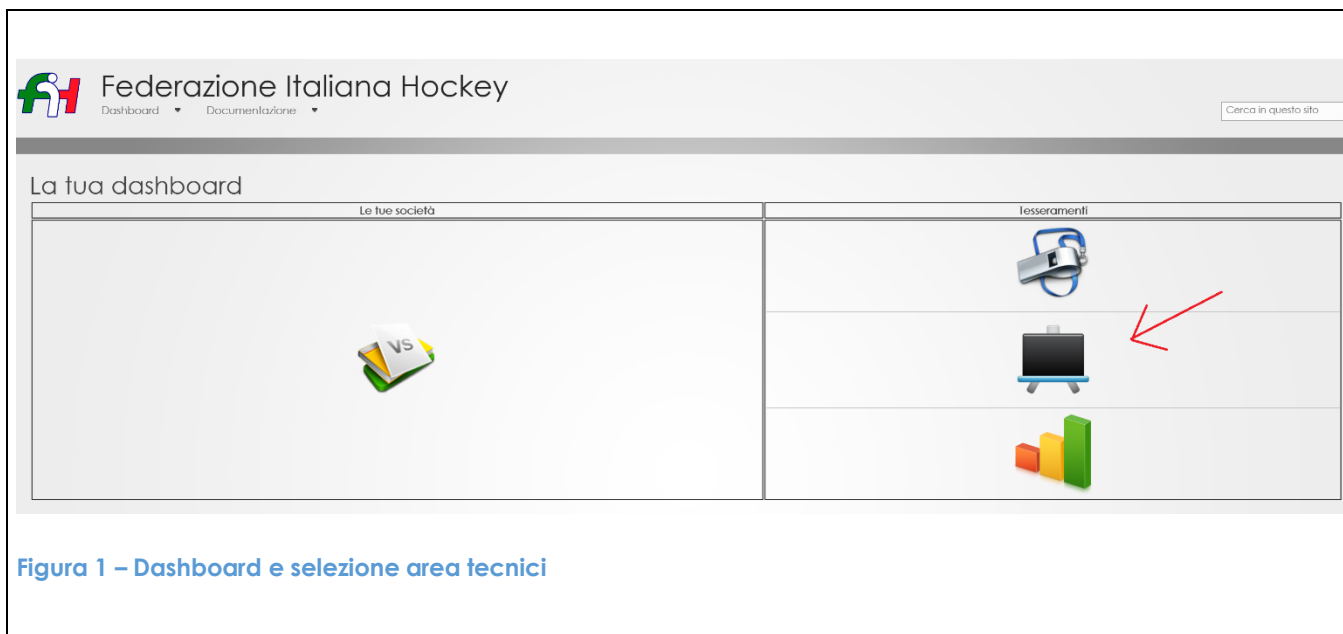 FIH
Federazione Italiana Hockey
Dashboard Documentazione
Cerca in questo sito
La tua dashboard
Le tue società
Tesseramenti
VS
Figura 1 – Dashboard e selezione area tecnici